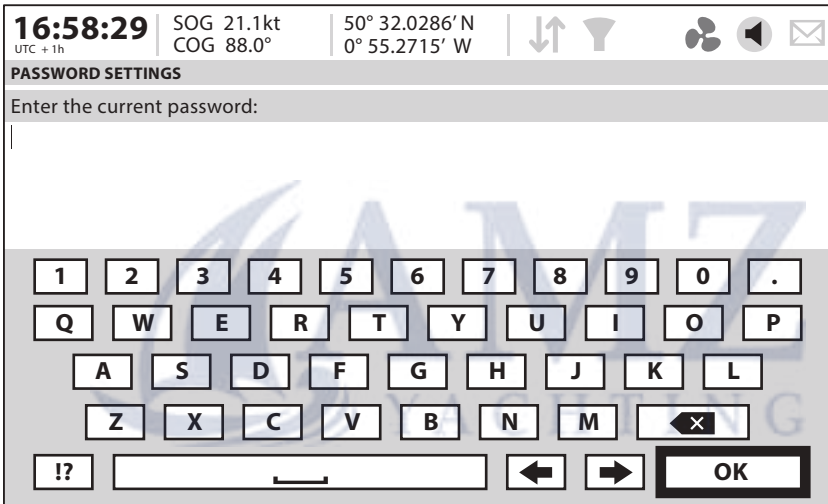 16:58:29
UTC + 1h
SOG 21.1kt
COG 88.0°
50° 32.0286’ N
0° 55.2715’ W
PASSWORD SETTINGS
Enter the current password:
1 2 3 4 5 6 7 8 9 0 .
Q W E R T Y U I O P
A S D F G H J K L
Z X C V B N M
!? OK
AMZ
YACHTING